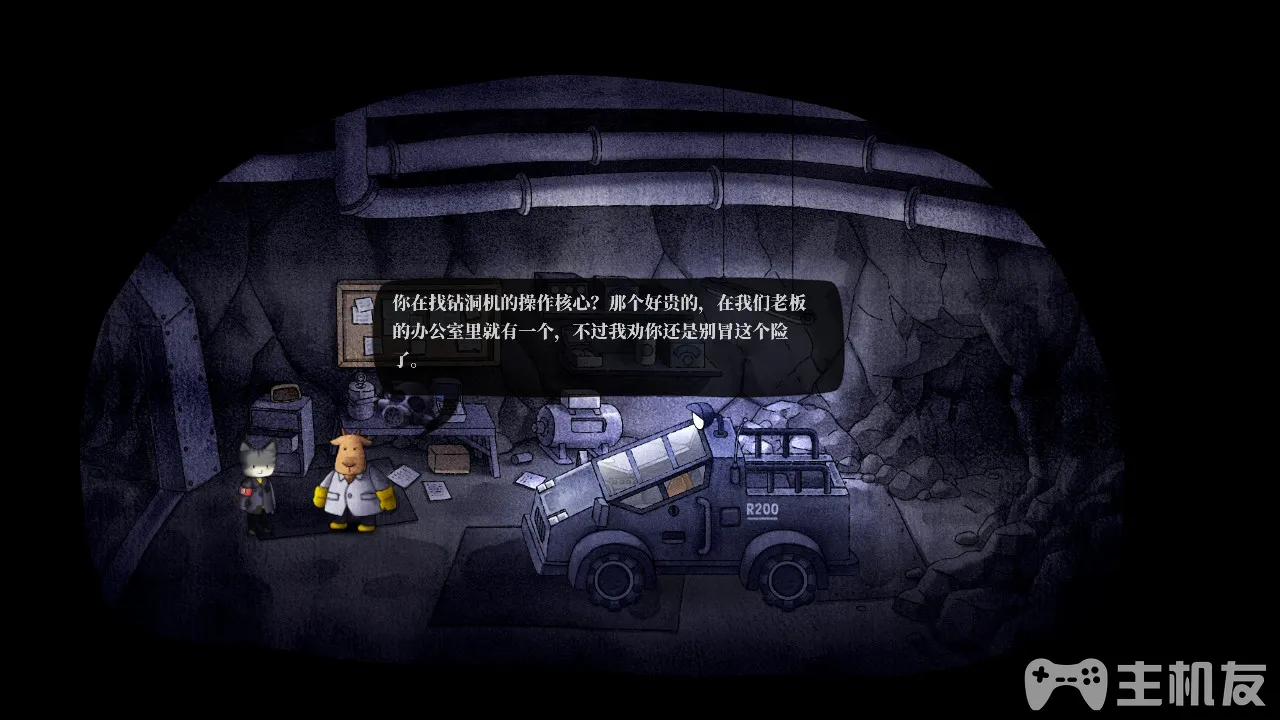 你在找钻洞机的操作核心？那个好贵的，在我们老板
的办公室里就有一个，不过我劝你还是别冒这个险
了。
R200
主机友